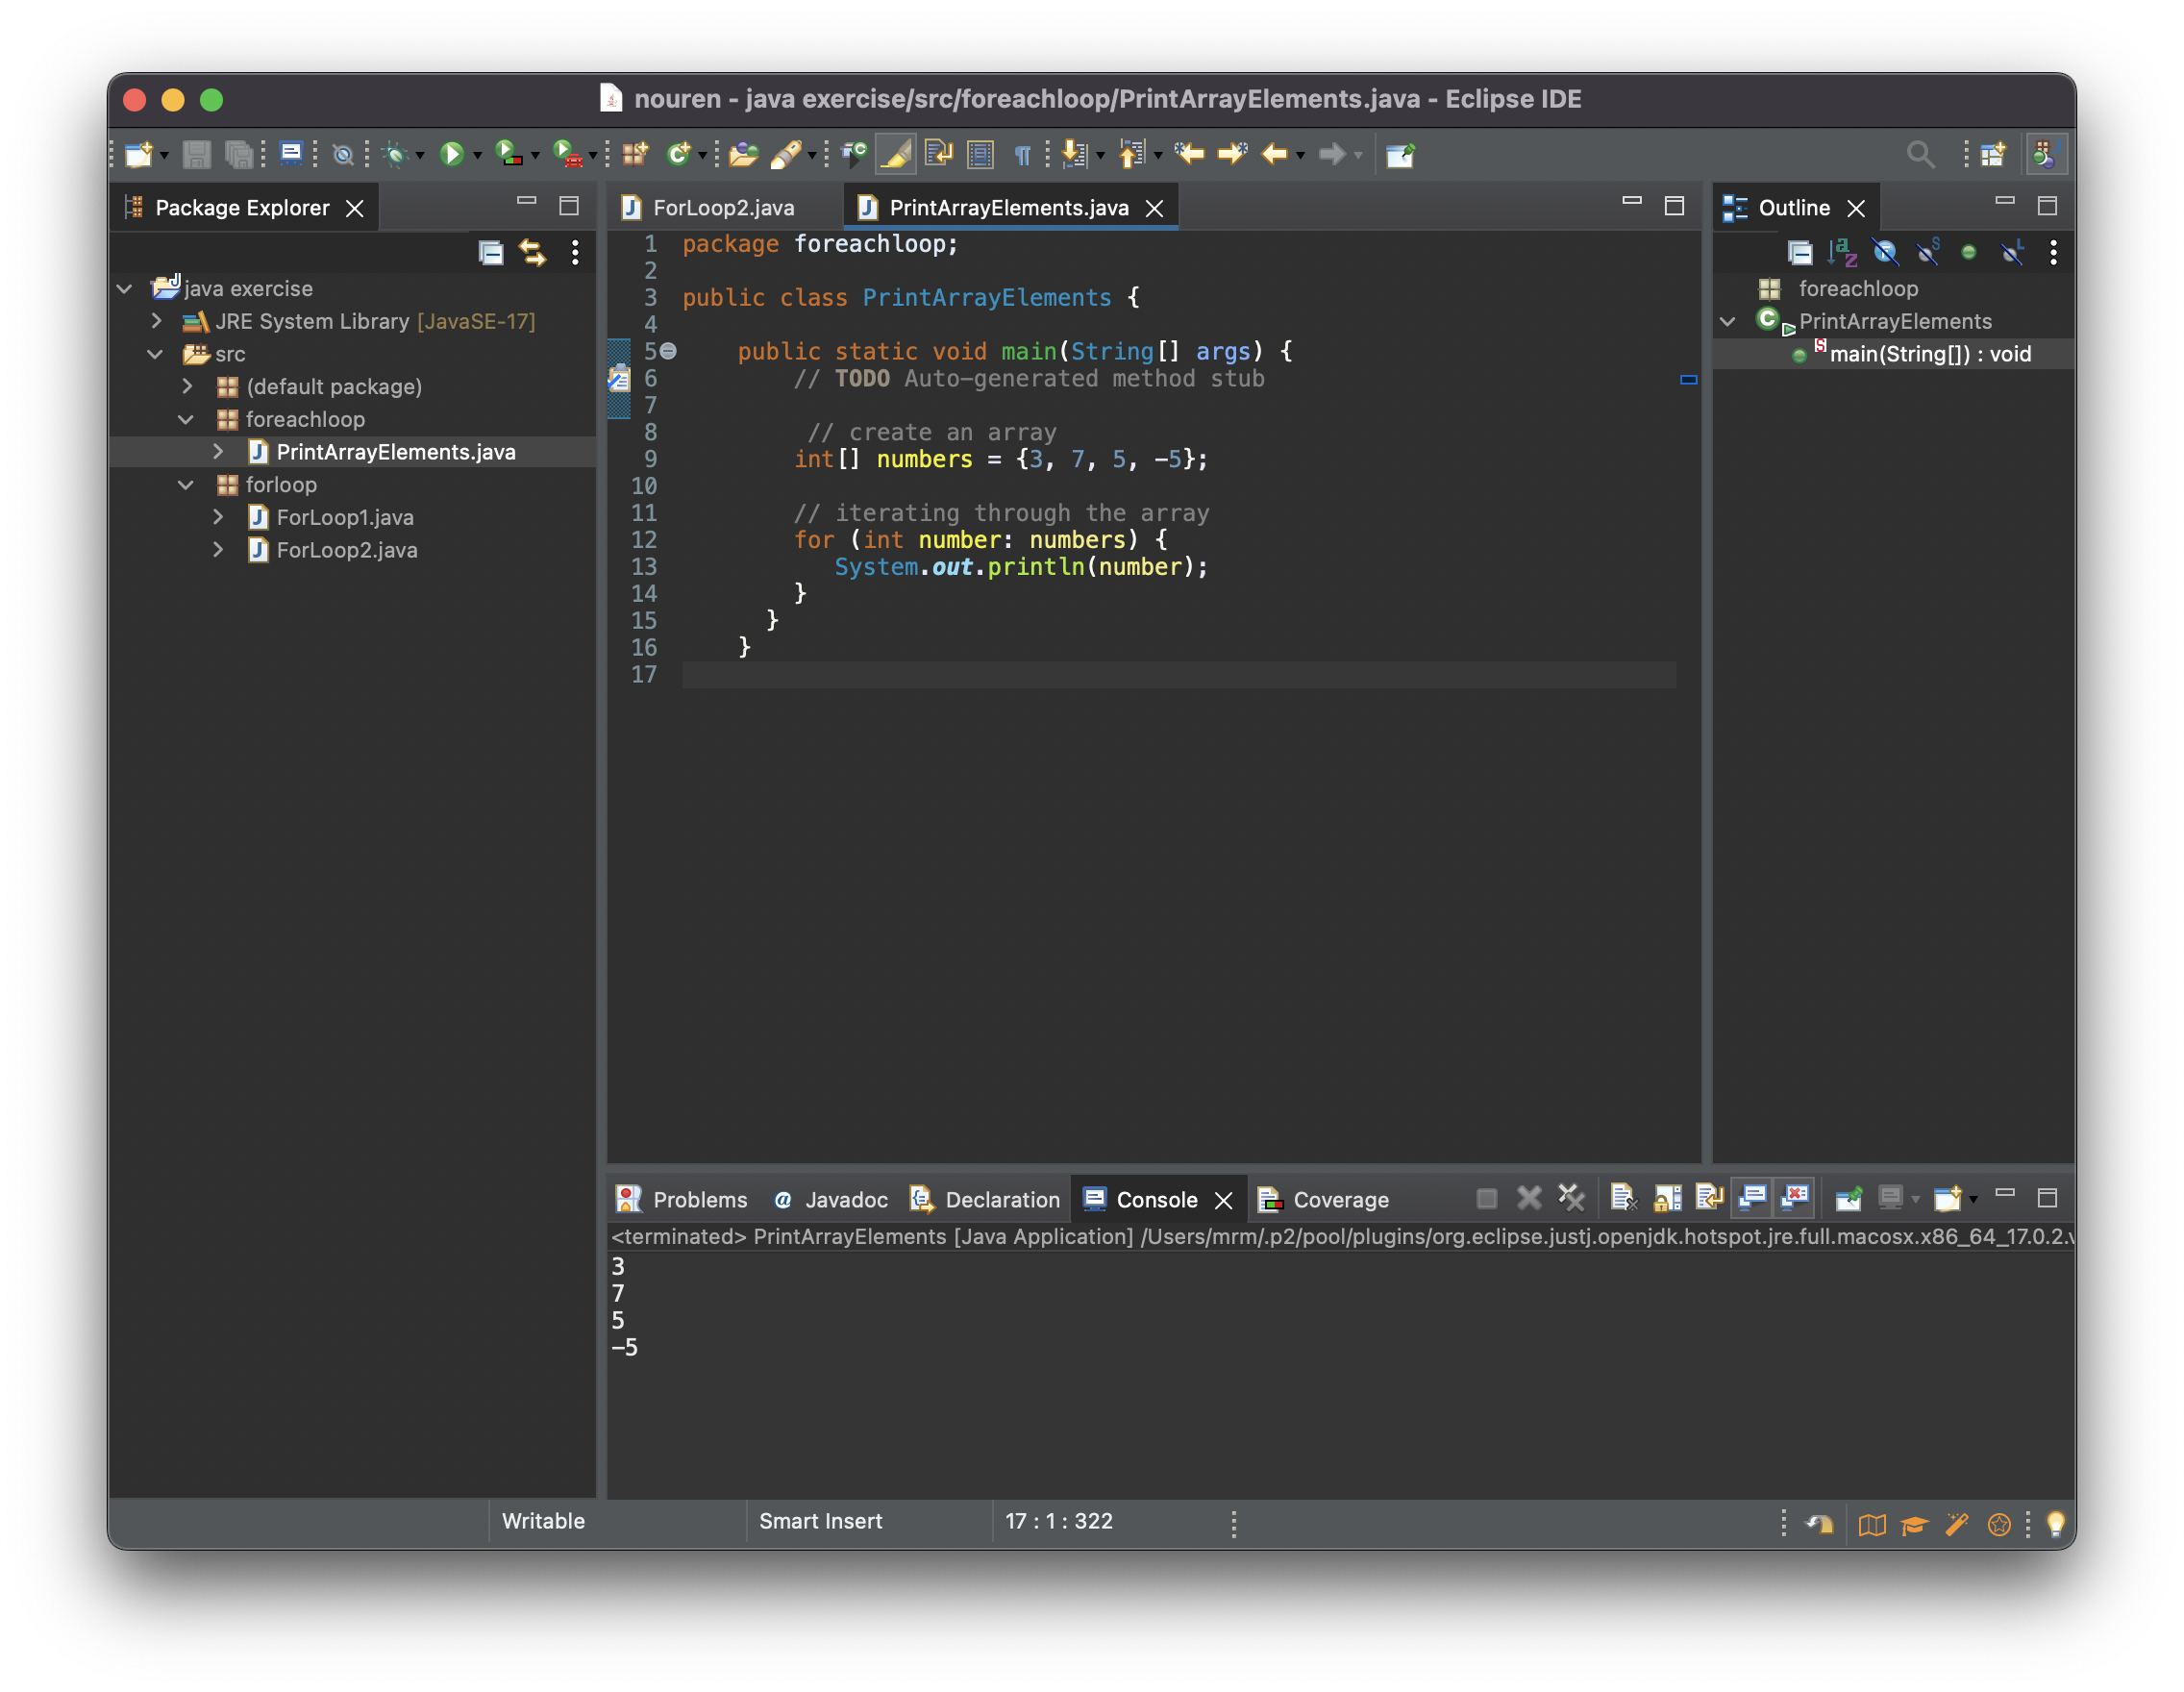 nouren - java exercise/src/foreachloop/PrintArrayElements.java - Eclipse IDE
Package Explorer
java exercise
JRE System Library [JavaSE-17]
src
(default package)
foreachloop
PrintArrayElements.java
forloop
ForLoop1.java
ForLoop2.java
ForLoop2.java
PrintArrayElements.java
1 package foreachloop;
2
3 public class PrintArrayElements {
4
5 public static void main(String[] args) {
6 // TODO Auto-generated method stub
7
8 // create an array
9 int[] numbers = {3, 7, 5, -5};
10
11 // iterating through the array
12 for (int number: numbers) {
13 System.out.println(number);
14 }
15 }
16 }
17
Outline
foreachloop
PrintArrayElements
main(String[]) : void
Problems
Javadoc
Declaration
Console
Coverage
<terminated> PrintArrayElements [Java Application] /Users/mrm/.p2/pool/plugins/org.eclipse.justj.openjdk.hotspot.jre.full.macosx.x86_64_17.0.2.v
3
7
5
-5
Writable
Smart Insert
17 : 1 : 322